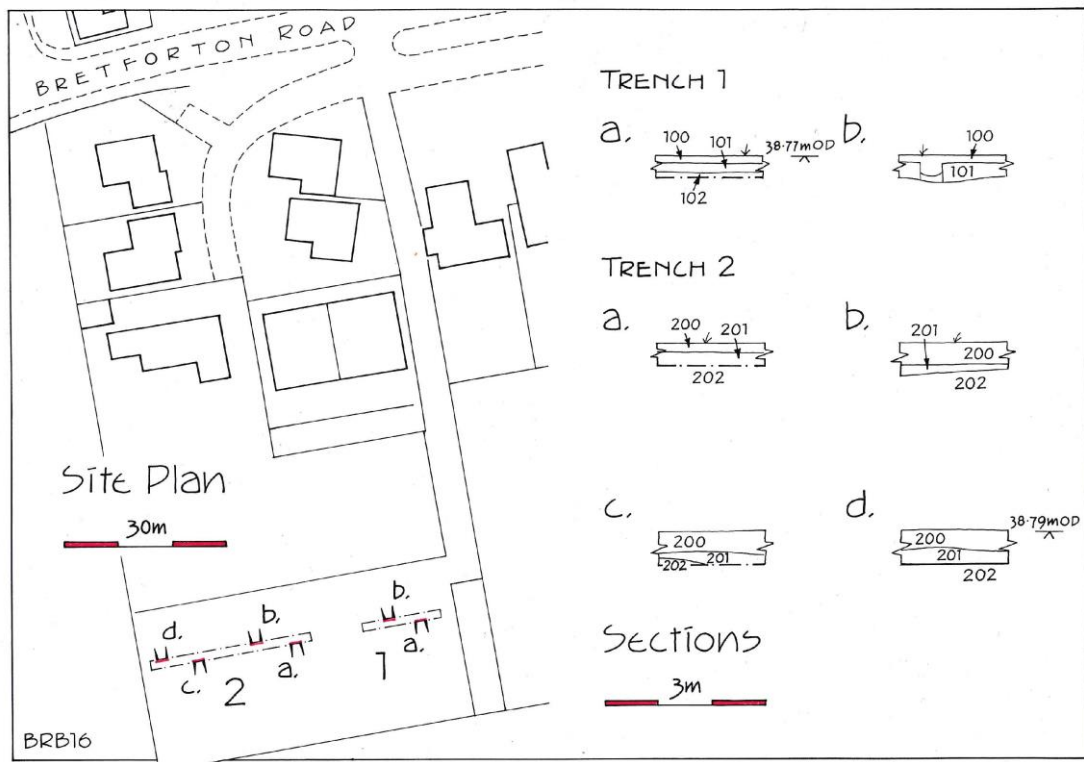 BRETFORTON ROAD
Site Plan
30m
d.
b.
b.
c.
a.
a.
2
1
BRB16
TRENCH 1
a.
100
101
38·77mOD
102
b.
100
101
TRENCH 2
a.
200
201
202
b.
201
200
202
c.
200
201
202
d.
38·79mOD
200
201
202
Sections
3m